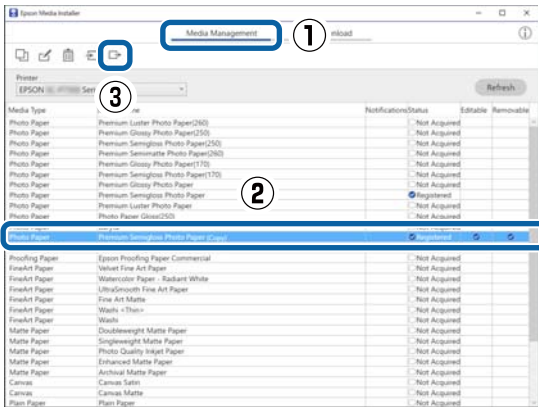 Epson Media Installer
Media Management
nload
①
③
Printer
EPSON
Seri
Refresh
Media Type
Notifications Status Editable Removable
Photo Paper Premium Luster Photo Paper(260) Not Acquired
Photo Paper Premium Glossy Photo Paper(250) Not Acquired
Photo Paper Premium Semigloss Photo Paper(250) Not Acquired
Photo Paper Premium Semimatte Photo Paper(260) Not Acquired
Photo Paper Premium Glossy Photo Paper(170) Not Acquired
Photo Paper Premium Semigloss Photo Paper(170) Not Acquired
Photo Paper Premium Glossy Photo Paper Not Acquired
Photo Paper Premium Semigloss Photo Paper Registered
②
Photo Paper Premium Luster Photo Paper Not Acquired
Photo Paper Photo Paper Gloss(250) Not Acquired
Photo Paper Premium Semigloss Photo Paper (Copy) Registered
Proofing Paper Epson Proofing Paper Commercial Not Acquired
FineArt Paper Velvet Fine Art Paper Not Acquired
FineArt Paper Watercolor Paper - Radiant White Not Acquired
FineArt Paper UltraSmooth Fine Art Paper Not Acquired
FineArt Paper Fine Art Matte Not Acquired
FineArt Paper Washi <Thin> Not Acquired
FineArt Paper Washi Not Acquired
Matte Paper Doubleweight Matte Paper Not Acquired
Matte Paper Singleweight Matte Paper Not Acquired
Matte Paper Photo Quality Inkjet Paper Not Acquired
Matte Paper Enhanced Matte Paper Not Acquired
Matte Paper Archival Matte Paper Not Acquired
Canvas Canvas Satin Not Acquired
Canvas Canvas Matte Not Acquired
Plain Paper Plain Paper Not Acquired